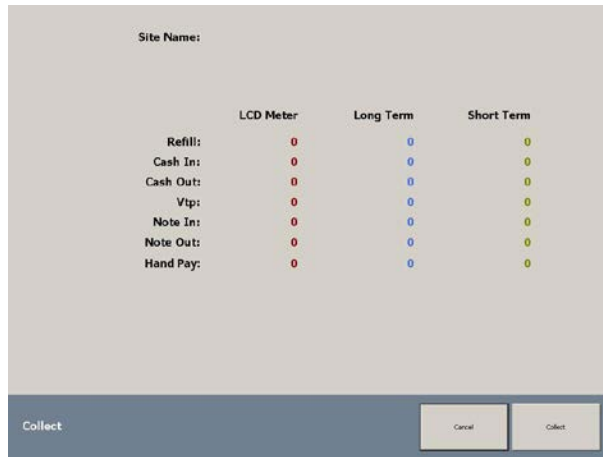 Site Name:
LCD Meter Long Term Short Term
Refill: 0 0 0
Cash In: 0 0 0
Cash Out: 0 0 0
Vtp: 0 0 0
Note In: 0 0 0
Note Out: 0 0 0
Hand Pay: 0 0 0
Collect Cancel Collect